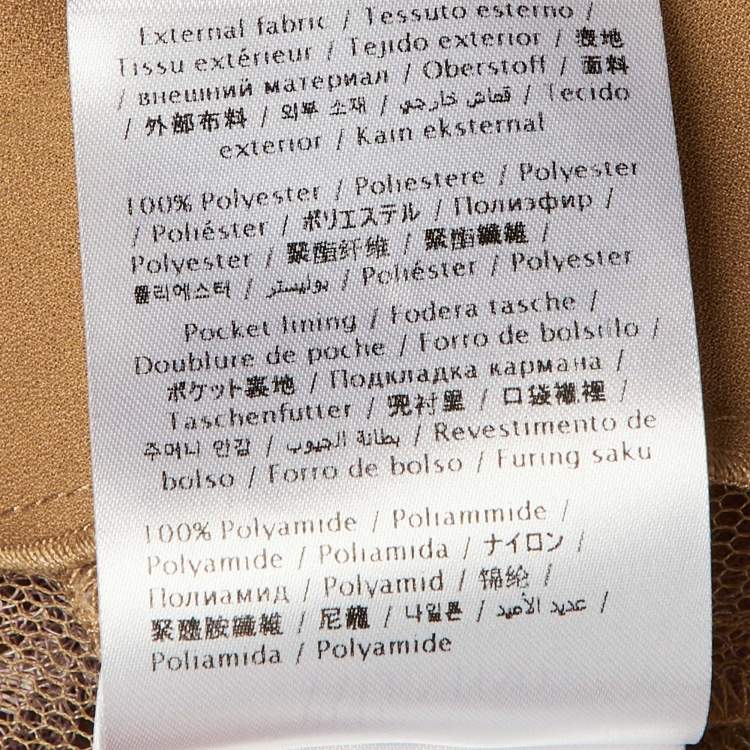 External fabric / Tessuto esterno /
Tissu extérieur / Tejido exterior / 表地
/ внешний материал / Oberstoff / 面料
/ 外部布料 / 외부 소재 / قماش خارجي / Tecido
exterior / Kain eksternal
100% Polyester / Poliestere / Polyester
/ Poliéster / ポリエステル / Полиэфир /
Polyester / 聚酯纤维 / 聚酯纖維 /
폴리에스터 / بوليستر / Poliéster / Polyester
Pocket lining / Fodera tasche /
Doublure de poche / Forro de bolsillo /
ポケット裏地 / Подкладка кармана /
Taschenfutter / 兜衬里 / 口袋襯裡 /
주머니 안감 / بطانة الجيوب / Revestimento de
bolso / Forro de bolso / Furing saku
100% Polyamide / Poliammide /
Polyamide / Poliamida / ナイロン /
Полиамид / Polyamid / 锦纶 /
聚醯胺纖維 / 尼龍 / 나일론 / عديد الأميد /
Poliamida / Polyamide